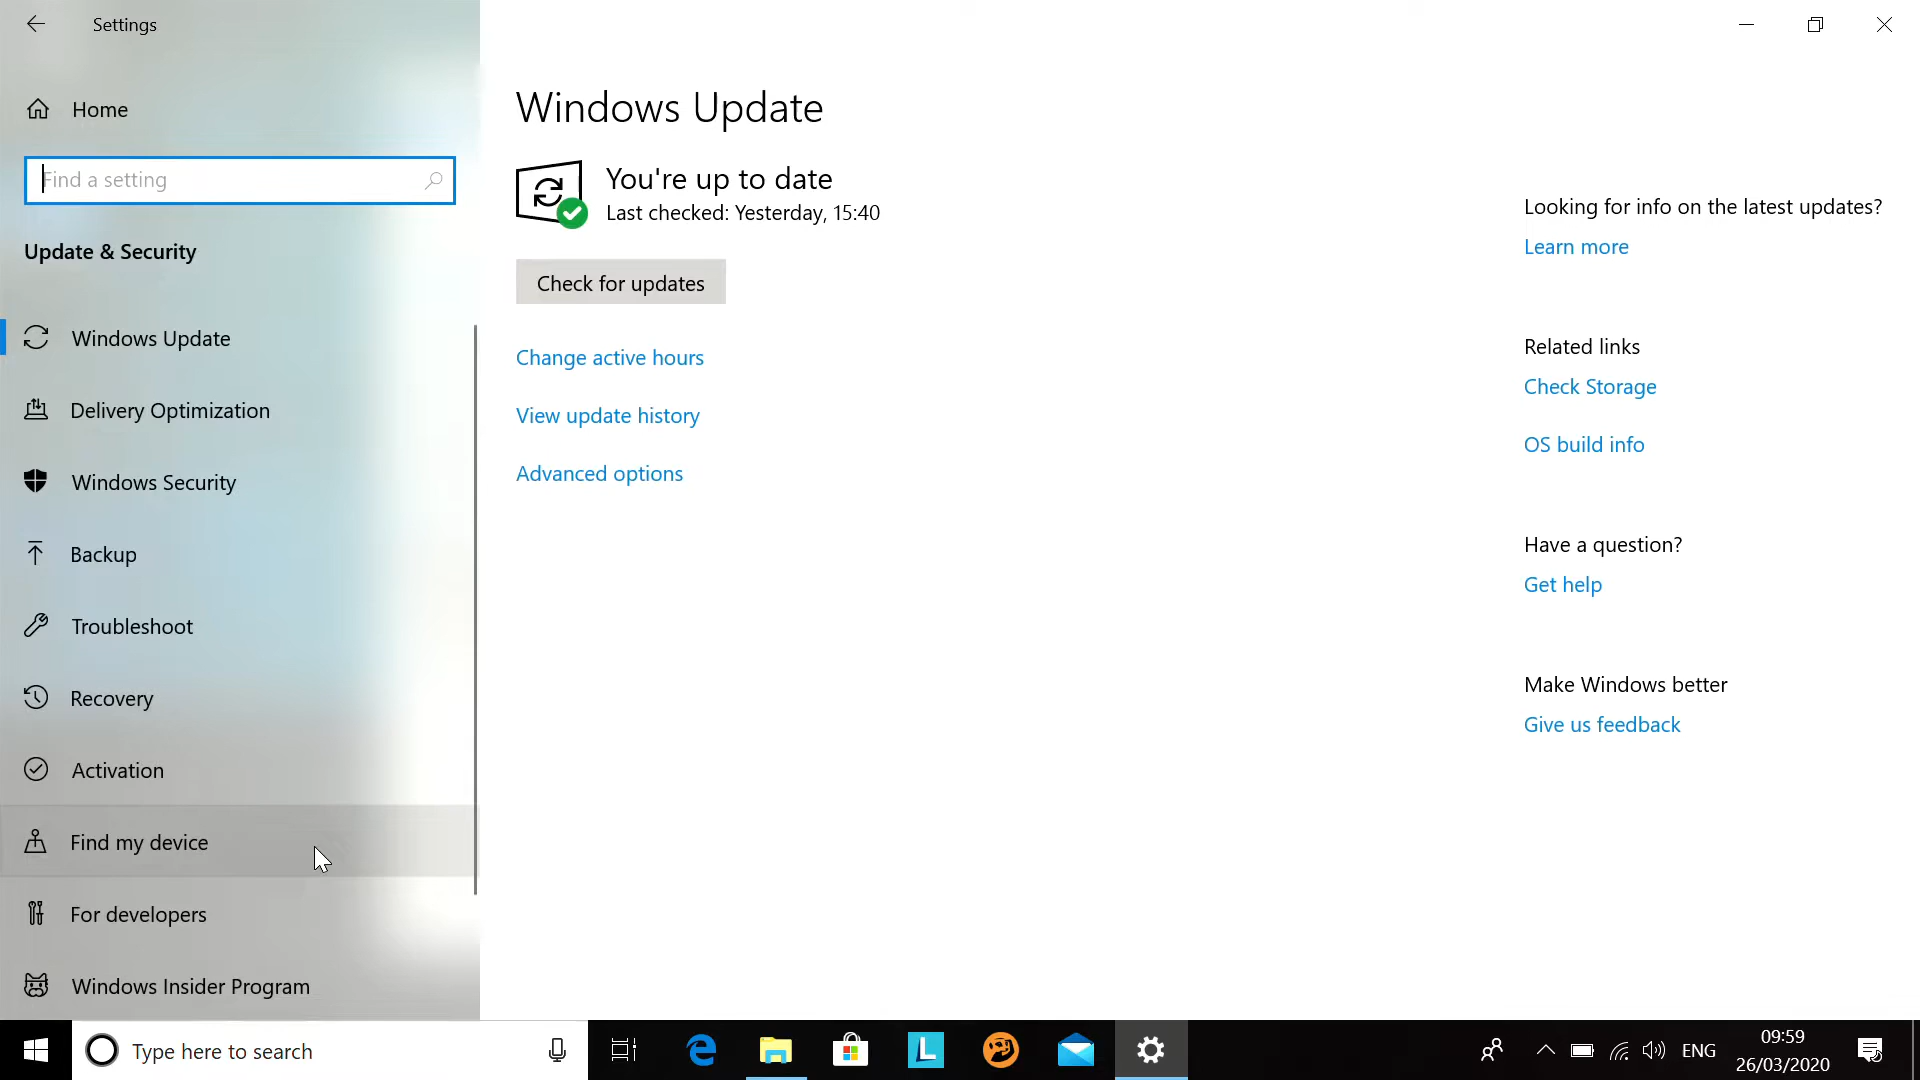 Settings
Home
Find a setting
Update & Security
Windows Update
Delivery Optimization
Windows Security
Backup
Troubleshoot
Recovery
Activation
Find my device
For developers
Windows Insider Program
Windows Update
You're up to date
Last checked: Yesterday, 15:40
Check for updates
Change active hours
View update history
Advanced options
Looking for info on the latest updates?
Learn more
Related links
Check Storage
OS build info
Have a question?
Get help
Make Windows better
Give us feedback
Type here to search
L
ENG
09:59
26/03/2020